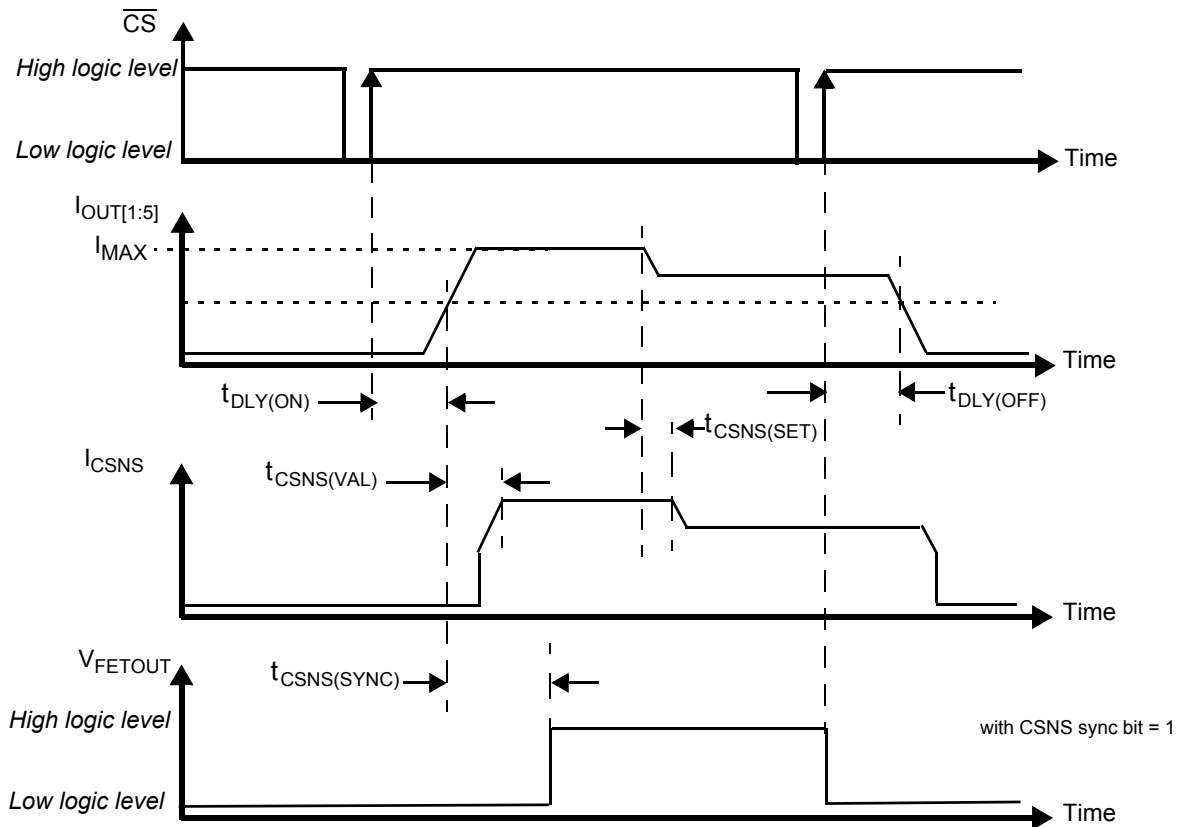 CS
High logic level
Low logic level
Time
IOUT[1:5]
IMAX
Time
tDLY(ON)
tDLY(OFF)
tCSNS(SET)
ICSNS
tCSNS(VAL)
Time
VFETOUT
tCSNS(SYNC)
High logic level
with CSNS sync bit = 1
Low logic level
Time